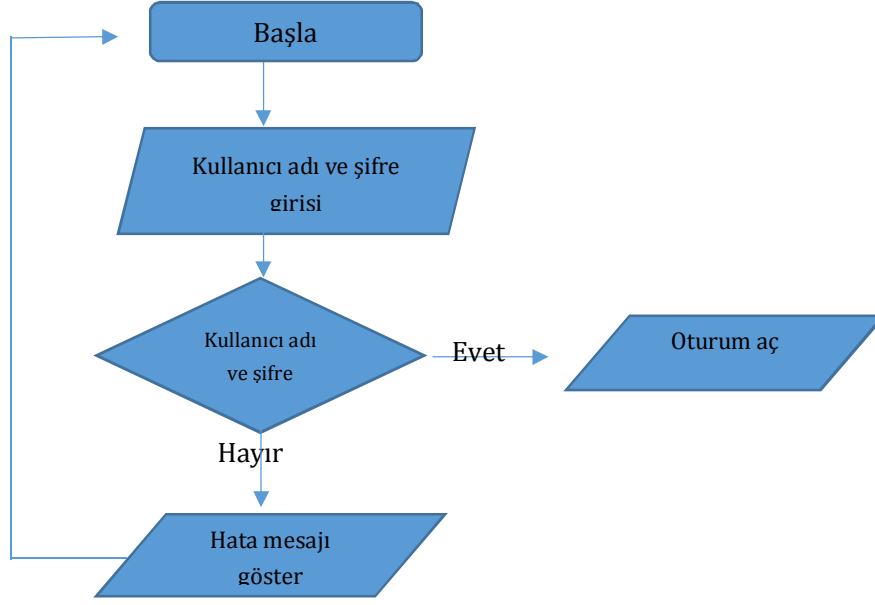 Başla
Kullanıcı adı ve şifre
girisi
Kullanıcı adı
ve şifre
Evet
Oturum aç
Hayır
Hata mesajı
göster